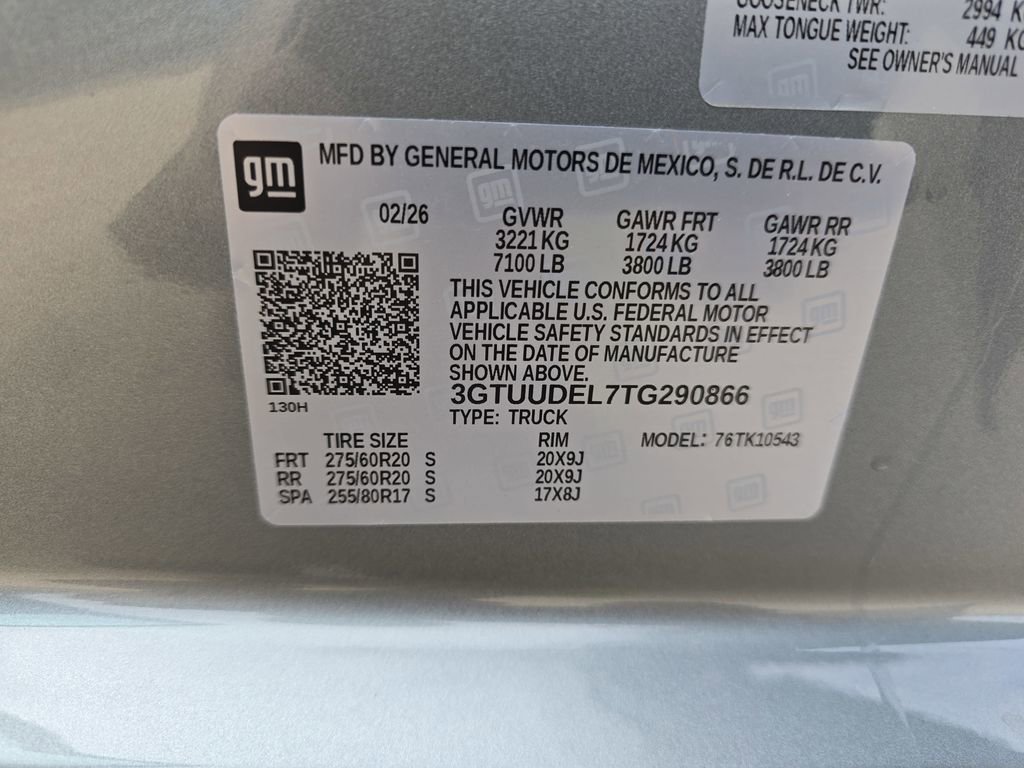 GOOSENECK TWR: 2994 K
MAX TONGUE WEIGHT: 449 KG
SEE OWNER'S MANUAL
gm
MFD BY GENERAL MOTORS DE MEXICO, S. DE R.L. DE C.V.
02/26 GVWR GAWR FRT GAWR RR
3221 KG 1724 KG 1724 KG
7100 LB 3800 LB 3800 LB
THIS VEHICLE CONFORMS TO ALL
APPLICABLE U.S. FEDERAL MOTOR
VEHICLE SAFETY STANDARDS IN EFFECT
ON THE DATE OF MANUFACTURE
SHOWN ABOVE.
3GTUUDEL7TG290866
130H
TYPE: TRUCK
TIRE SIZE RIM MODEL: 76TK10543
FRT 275/60R20 S 20X9J
RR 275/60R20 S 20X9J
SPA 255/80R17 S 17X8J